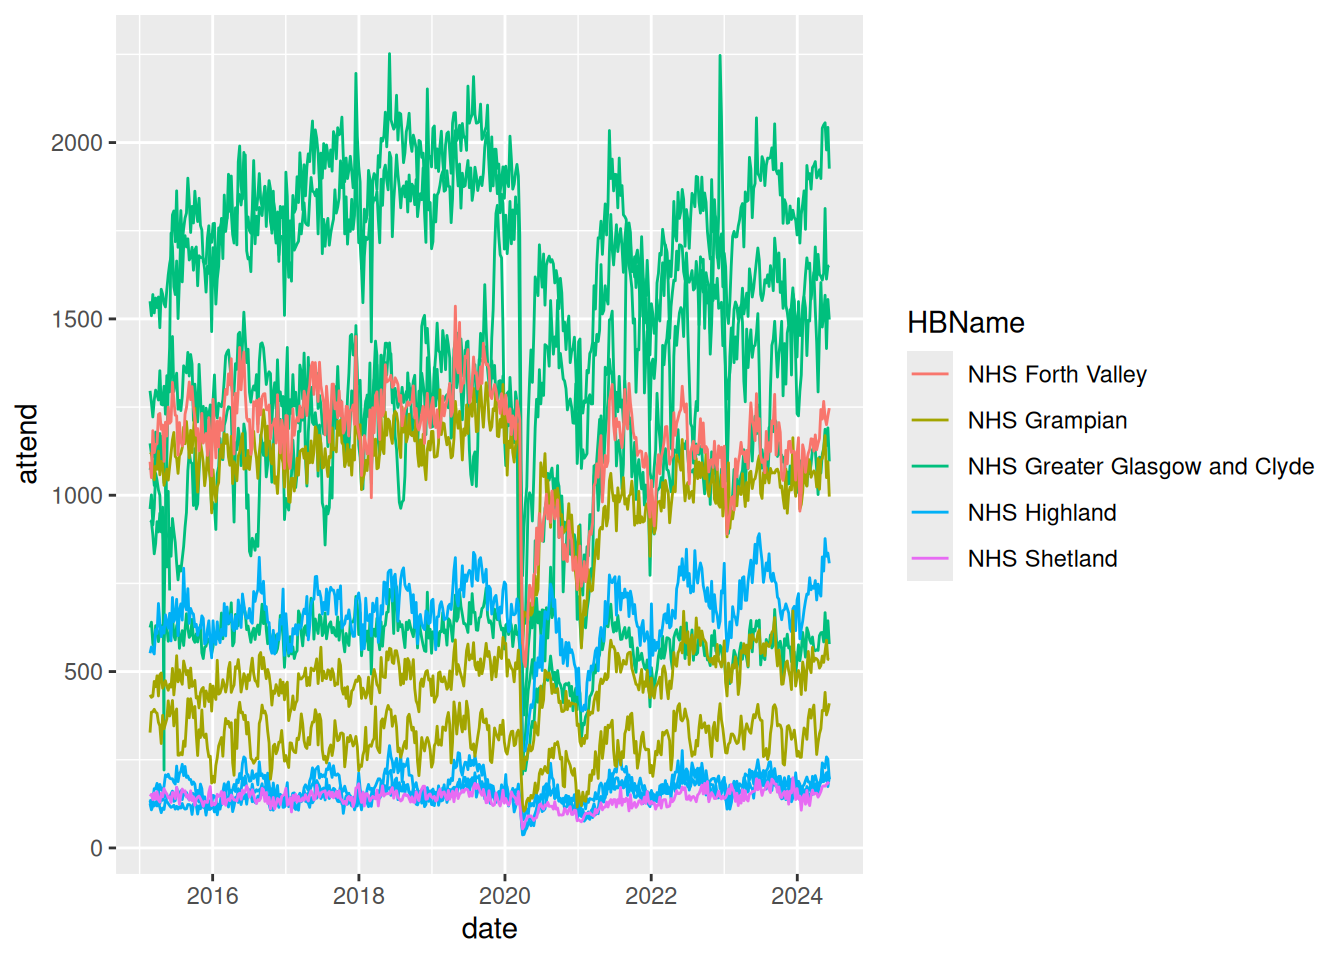 2000
1500
1000
500
0
attend
2016 2018 2020 2022 2024
date
HBName
NHS Forth Valley
NHS Grampian
NHS Greater Glasgow and Clyde
NHS Highland
NHS Shetland